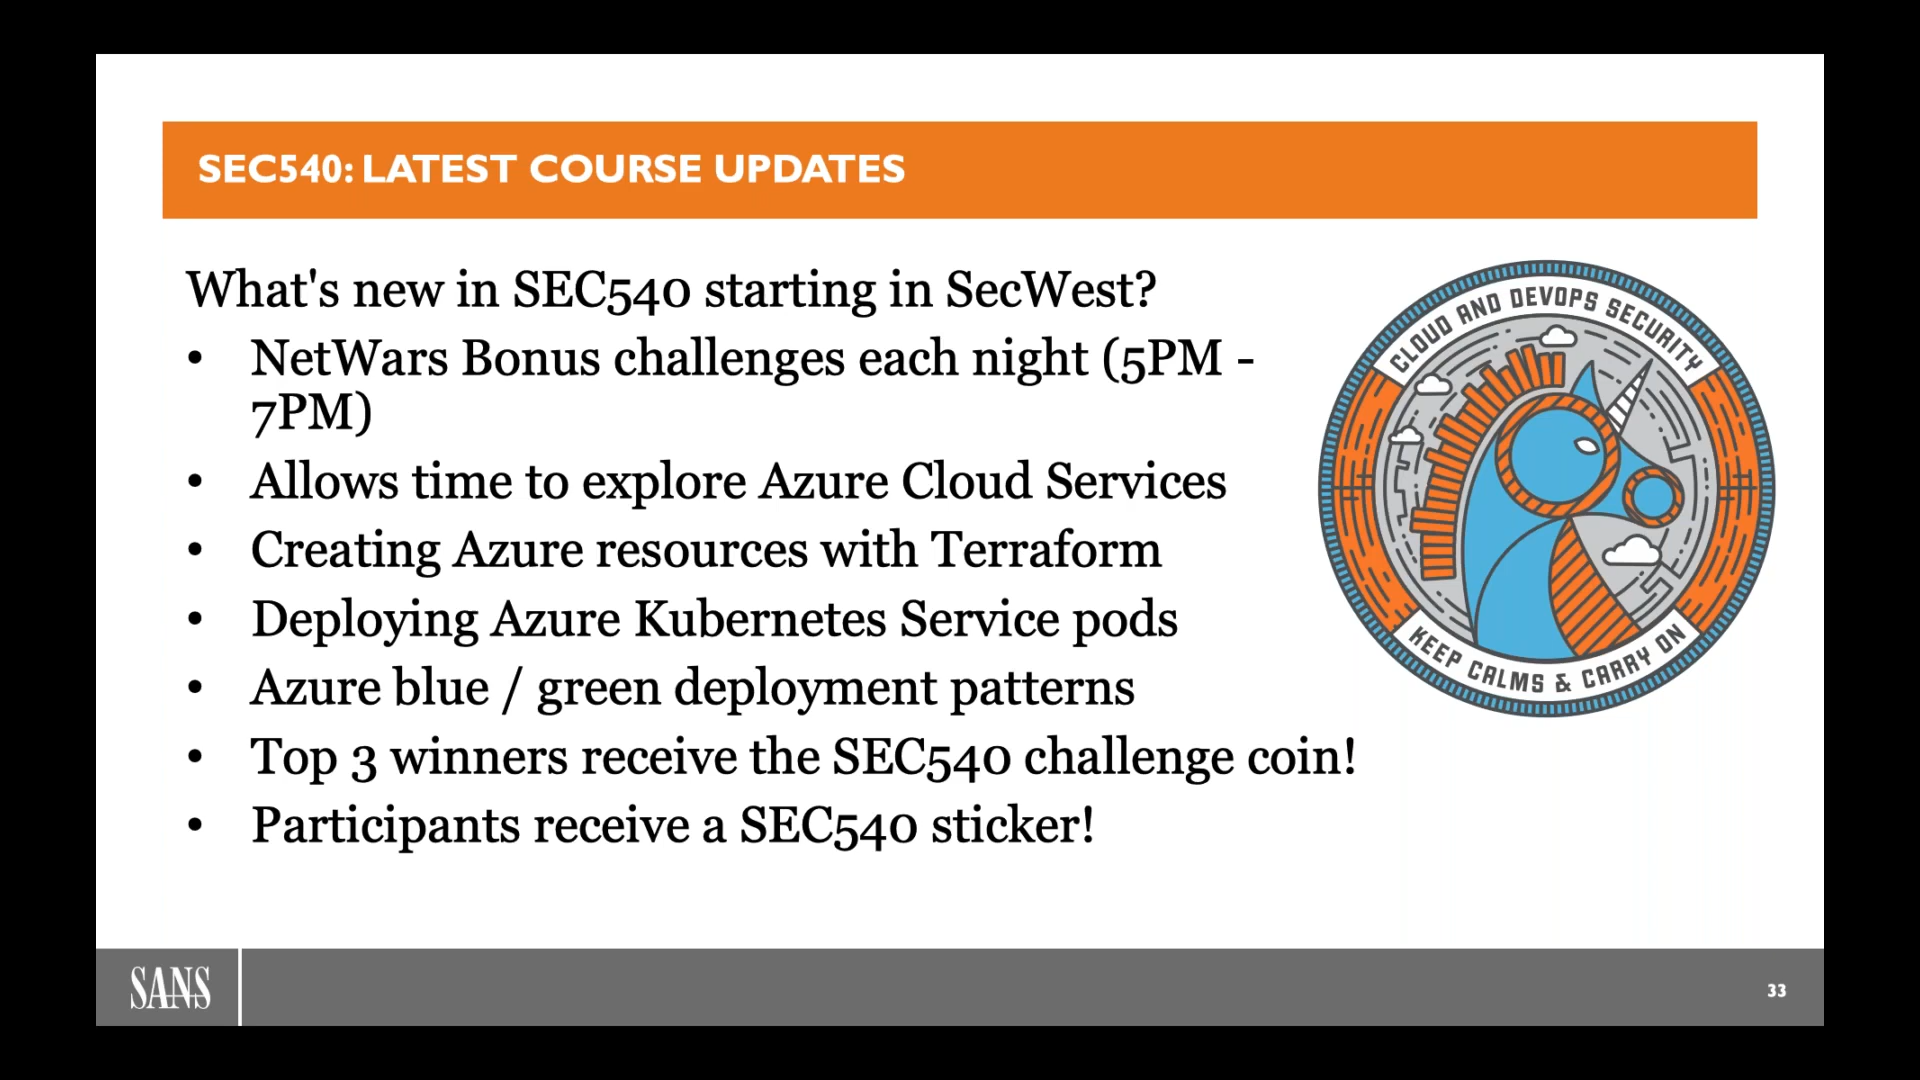 SEC540: LATEST COURSE UPDATES
What's new in SEC540 starting in SecWest?
• NetWars Bonus challenges each night (5PM -
7PM)
• Allows time to explore Azure Cloud Services
• Creating Azure resources with Terraform
• Deploying Azure Kubernetes Service pods
• Azure blue / green deployment patterns
• Top 3 winners receive the SEC540 challenge coin!
• Participants receive a SEC540 sticker!
CLOUD AND DEVOPS SECURITY
KEEP CALMS & CARRY ON
SANS
33